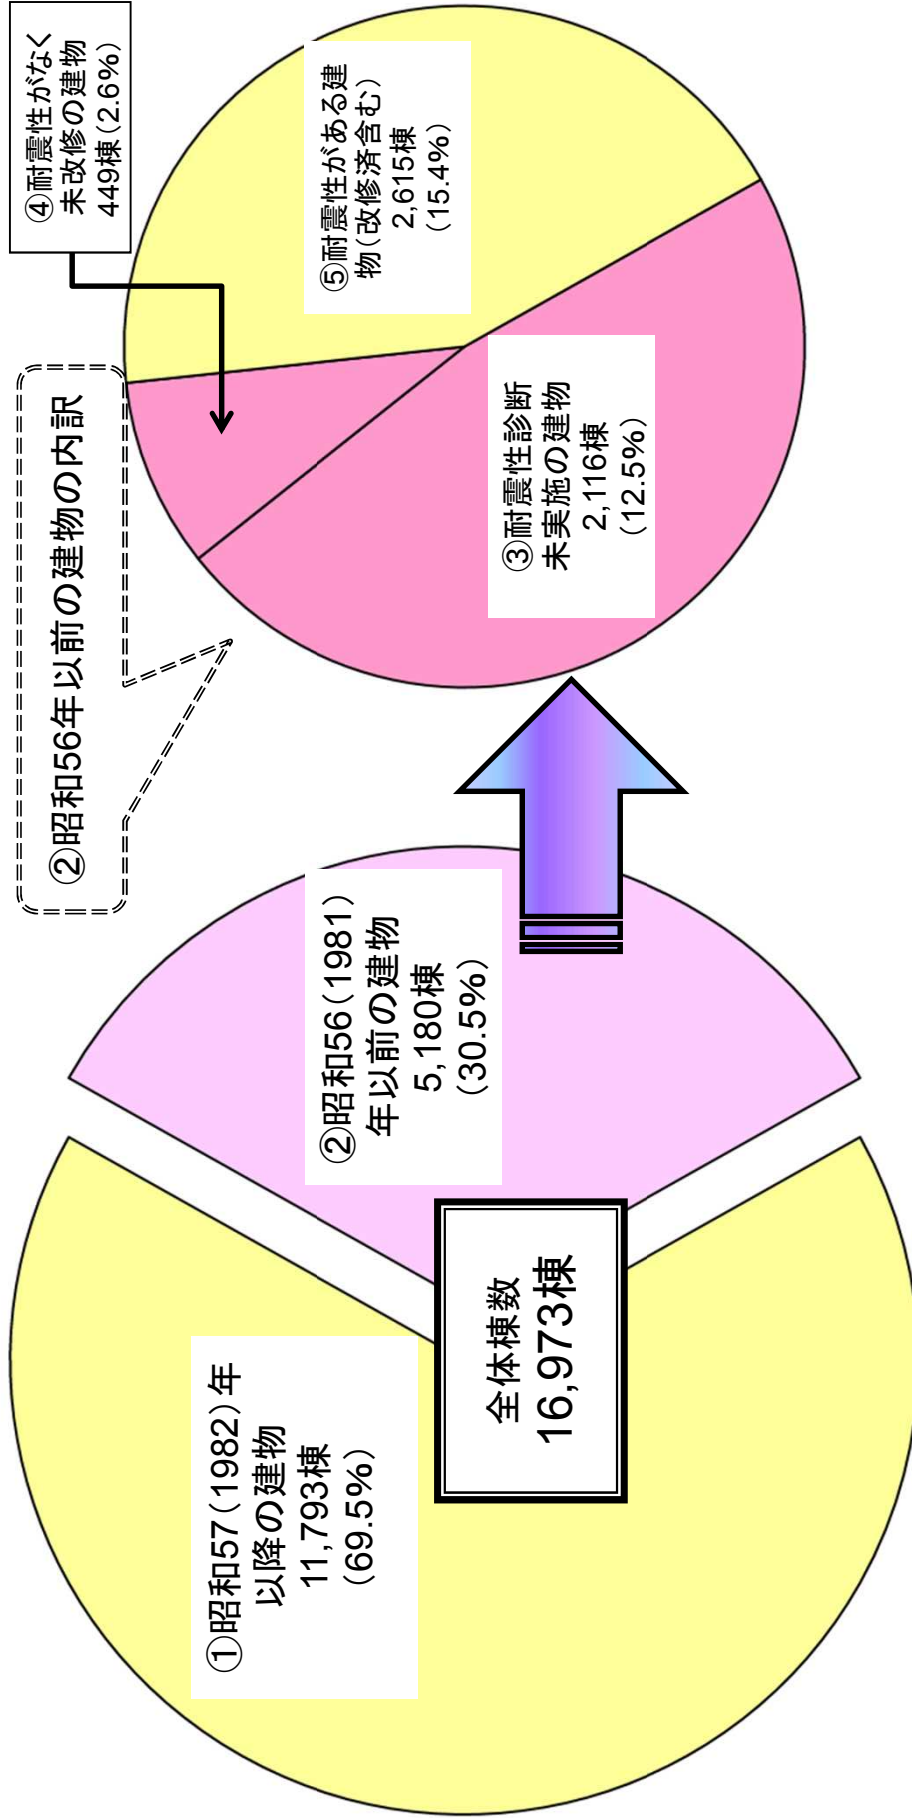 ①昭和57(1982)年
以降の建物
11,793棟
(69.5%)
全体棟数
16,973棟
②昭和56(1981)
年以前の建物
5,180棟
(30.5%)
②昭和56年以前の建物の内訳
③耐震性診断
未実施の建物
2,116棟
(12.5%)
④耐震性がなく
未改修の建物
449棟(2.6%)
⑤耐震性がある建
物(改修済含む)
2,615棟
(15.4%)